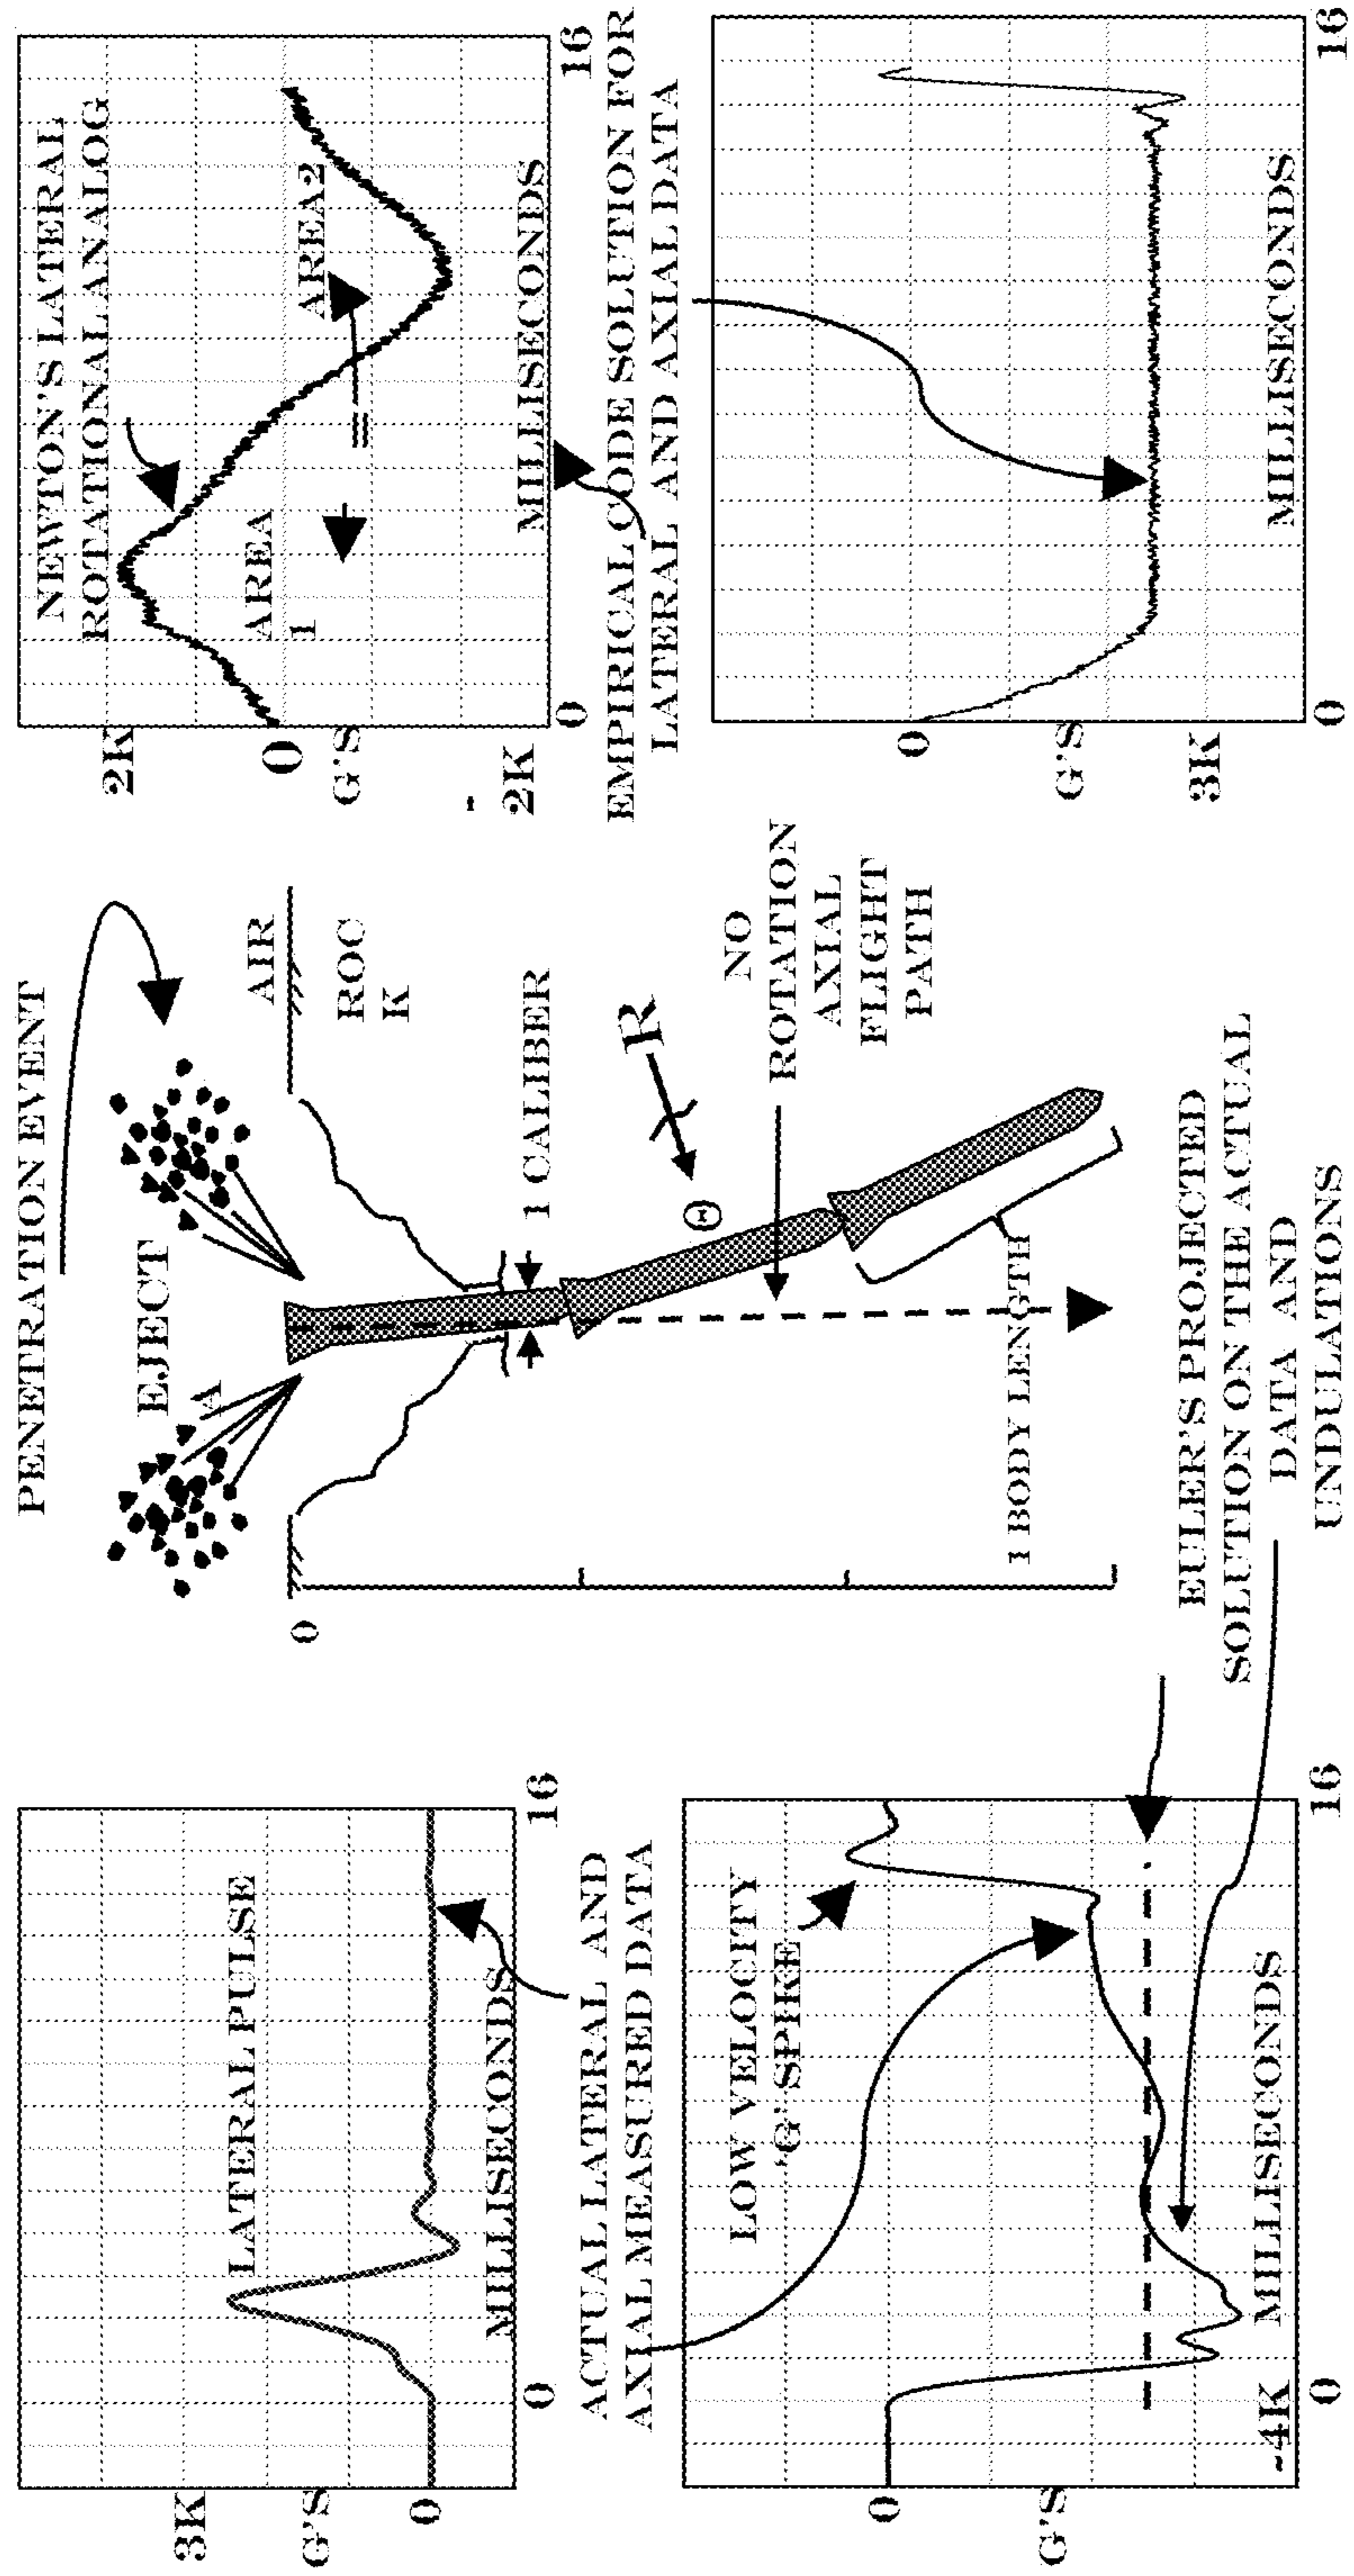 3K
G'S
0
LATERAL PULSE
MILLISECONDS
0
16
ACTUAL LATERAL AND
AXIAL MEASURED DATA
0
G'S
~4K
LOW VELOCITY
'G' SPIKE
MILLISECONDS
0
16
PENETRATION EVENT
EJECT
A
AIR
ROC
K
0
1 CALIBER
R
Θ
NO
ROTATION
AXIAL
FLIGHT
PATH
1 BODY LENGTH
EULER'S PROJECTED
SOLUTION ON THE ACTUAL
DATA AND
UNDULATIONS
NEWTON'S LATERAL
ROTATIONAL ANALOG
2K
0
G'S
-
2K
AREA
1
=
AREA2
MILLISECONDS
0
16
EMPIRICAL CODE SOLUTION FOR
LATERAL AND AXIAL DATA
0
G'S
3K
MILLISECONDS
0
16